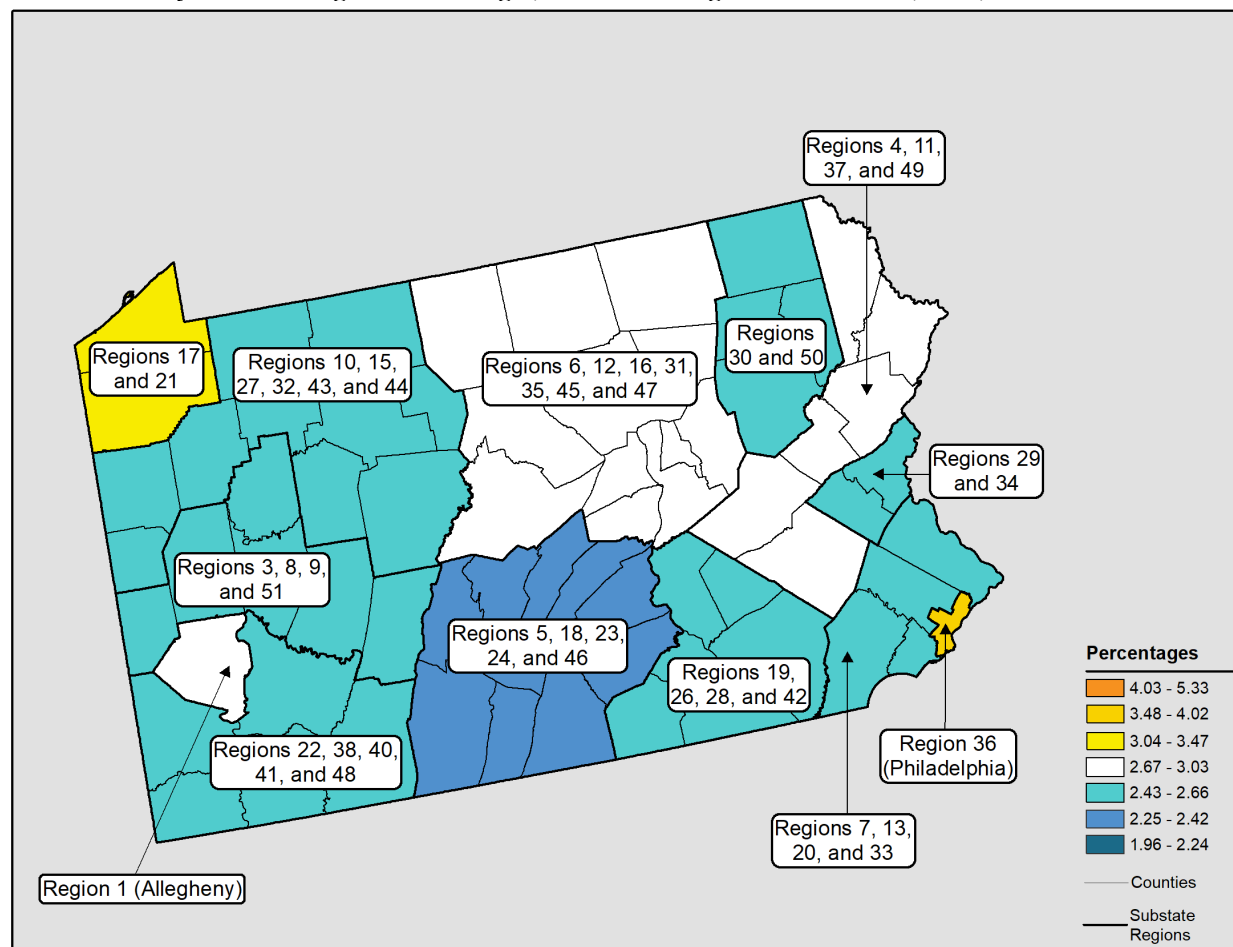 Regions 4, 11,
37, and 49
Regions 17
and 21
Regions 10, 15,
27, 32, 43, and 44
Regions 6, 12, 16, 31,
35, 45, and 47
Regions
30 and 50
Regions 29
and 34
Regions 3, 8, 9,
and 51
Regions 5, 18, 23,
24, and 46
Regions 19,
26, 28, and 42
Regions 22, 38, 40,
41, and 48
Region 36
(Philadelphia)
Regions 7, 13,
20, and 33
Region 1 (Allegheny)
Percentages
4.03 - 5.33
3.48 - 4.02
3.04 - 3.47
2.67 - 3.03
2.43 - 2.66
2.25 - 2.42
1.96 - 2.24
Counties
Substate
Regions